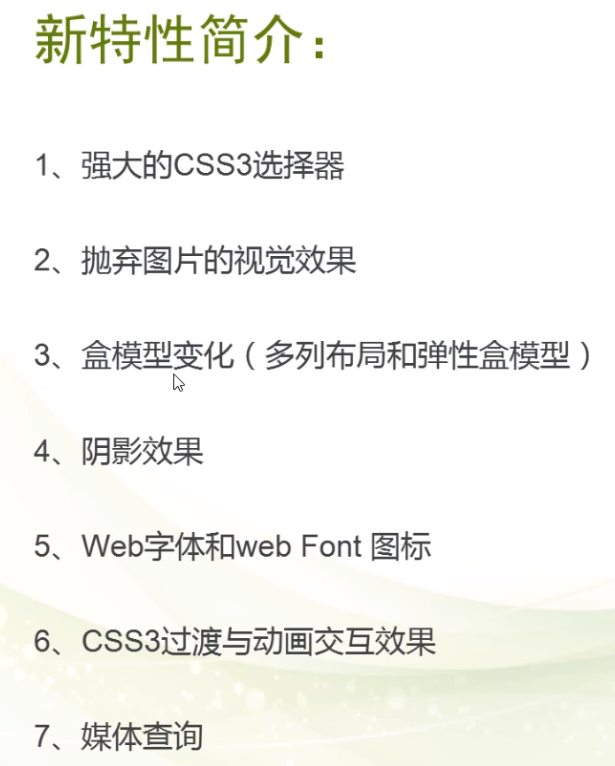 新特性简介：
1、强大的CSS3选择器
2、抛弃图片的视觉效果
3、盒模型变化（多列布局和弹性盒模型）
4、阴影效果
5、Web字体和web Font 图标
6、CSS3过渡与动画交互效果
7、媒体查询